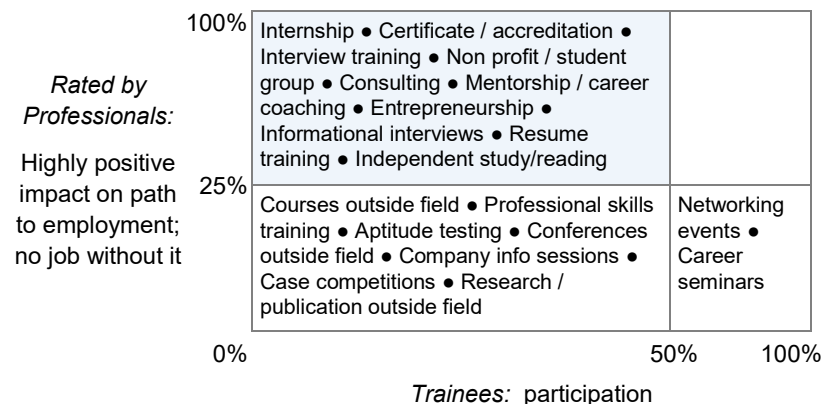 100%
Internship ● Certificate / accreditation ●
Interview training ● Non profit / student
group ● Consulting ● Mentorship / career
coaching ● Entrepreneurship ●
Informational interviews ● Resume
training ● Independent study/reading
Rated by
Professionals:
Highly positive
impact on path
to employment;
no job without it
25%
Courses outside field ● Professional skills
training ● Aptitude testing ● Conferences
outside field ● Company info sessions ●
Case competitions ● Research /
publication outside field
Networking
events ●
Career
seminars
0%
50%
100%
Trainees: participation